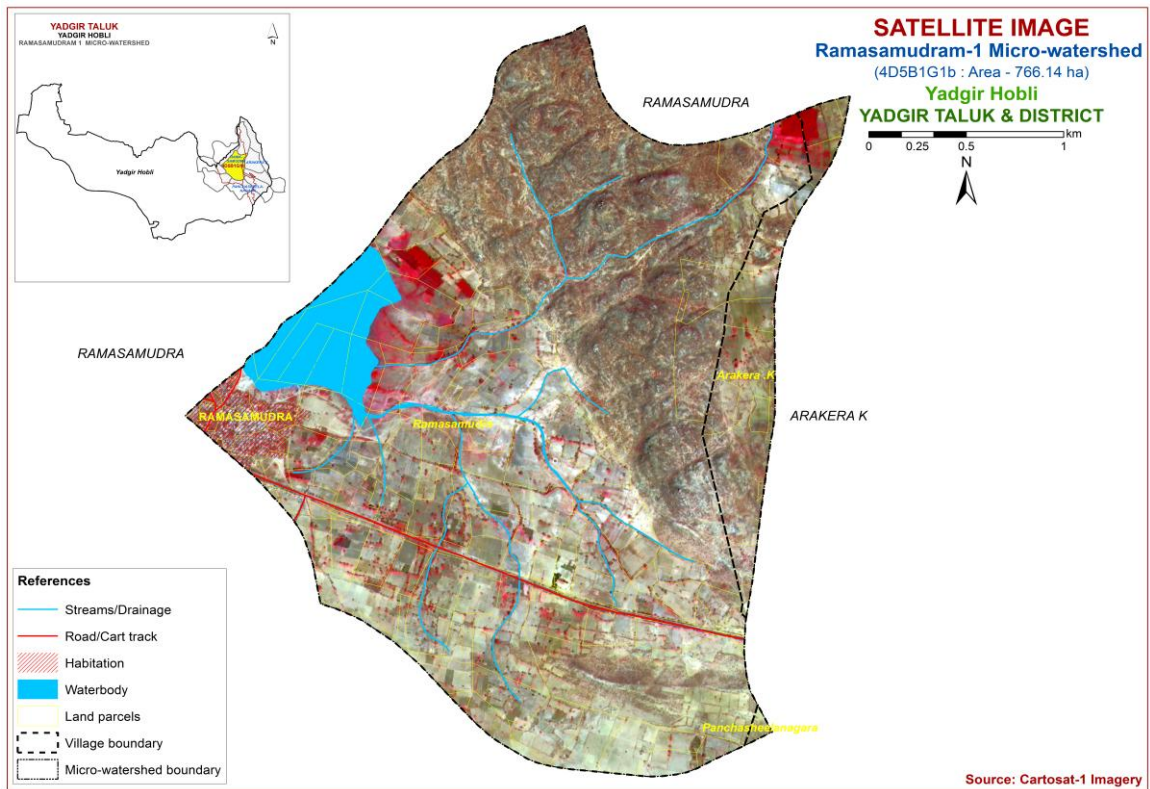 YADGIR TALUK
YADGIR HOBLI
RAMASAMUDRAM 1 MICRO-WATERSHED
N
Yadgir Hobli
SATELLITE IMAGE
Ramasamudram-1 Micro-watershed
(4D5B1G1b : Area - 766.14 ha)
Yadgir Hobli
YADGIR TALUK & DISTRICT
km
0 0.25 0.5 1
N
RAMASAMUDRA
RAMASAMUDRA
Arakera .K
ARAKERA K
RAMASAMUDRA
Ramasamudra
Panchasheelanagara
References
Streams/Drainage
Road/Cart track
Habitation
Waterbody
Land parcels
Village boundary
Micro-watershed boundary
Source: Cartosat-1 Imagery